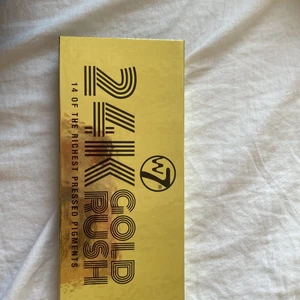 W7
24K
GOLD
RUSH
14 OF THE RICHEST PRESSED PIGMENTS